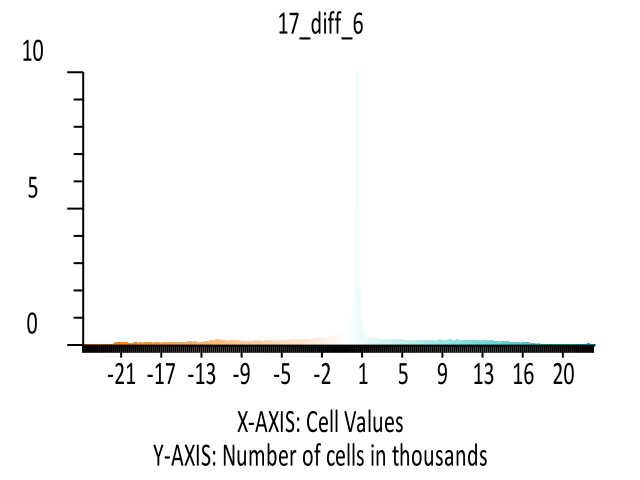 17_diff_6
10
5
0
-21 -17 -13 -9 -5 -2 1 5 9 13 16 20
X-AXIS: Cell Values
Y-AXIS: Number of cells in thousands